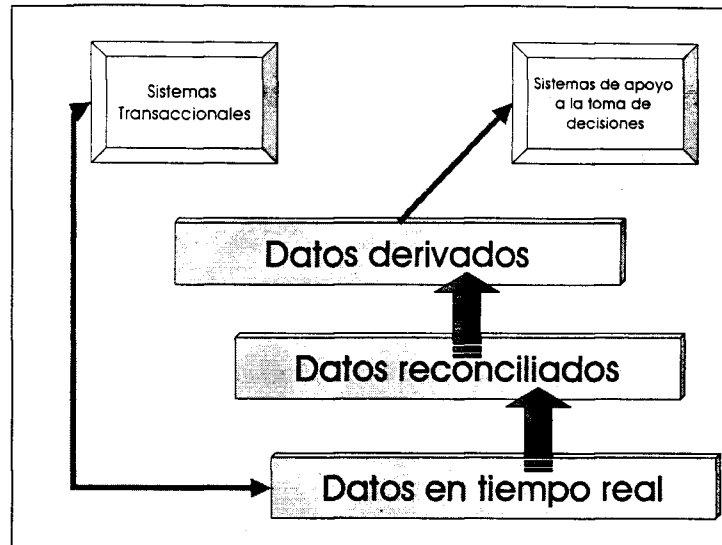 Sistemas
Transaccionales
Sistemas de apoyo
a la toma de
decisiones
Datos derivados
Datos reconciliados
Datos en tiempo real